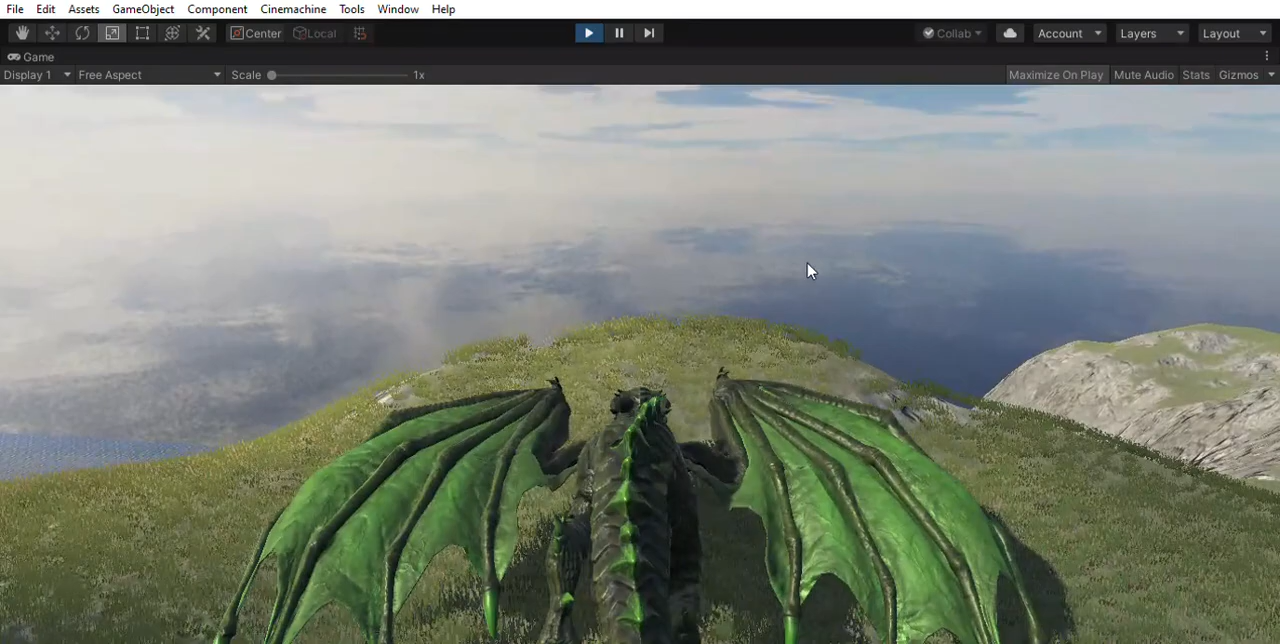 File Edit Assets GameObject Component Cinemachine Tools Window Help
Center Local Collab Account Layers Layout
Game
Display 1 Free Aspect Scale 1x Maximize On Play Mute Audio Stats Gizmos